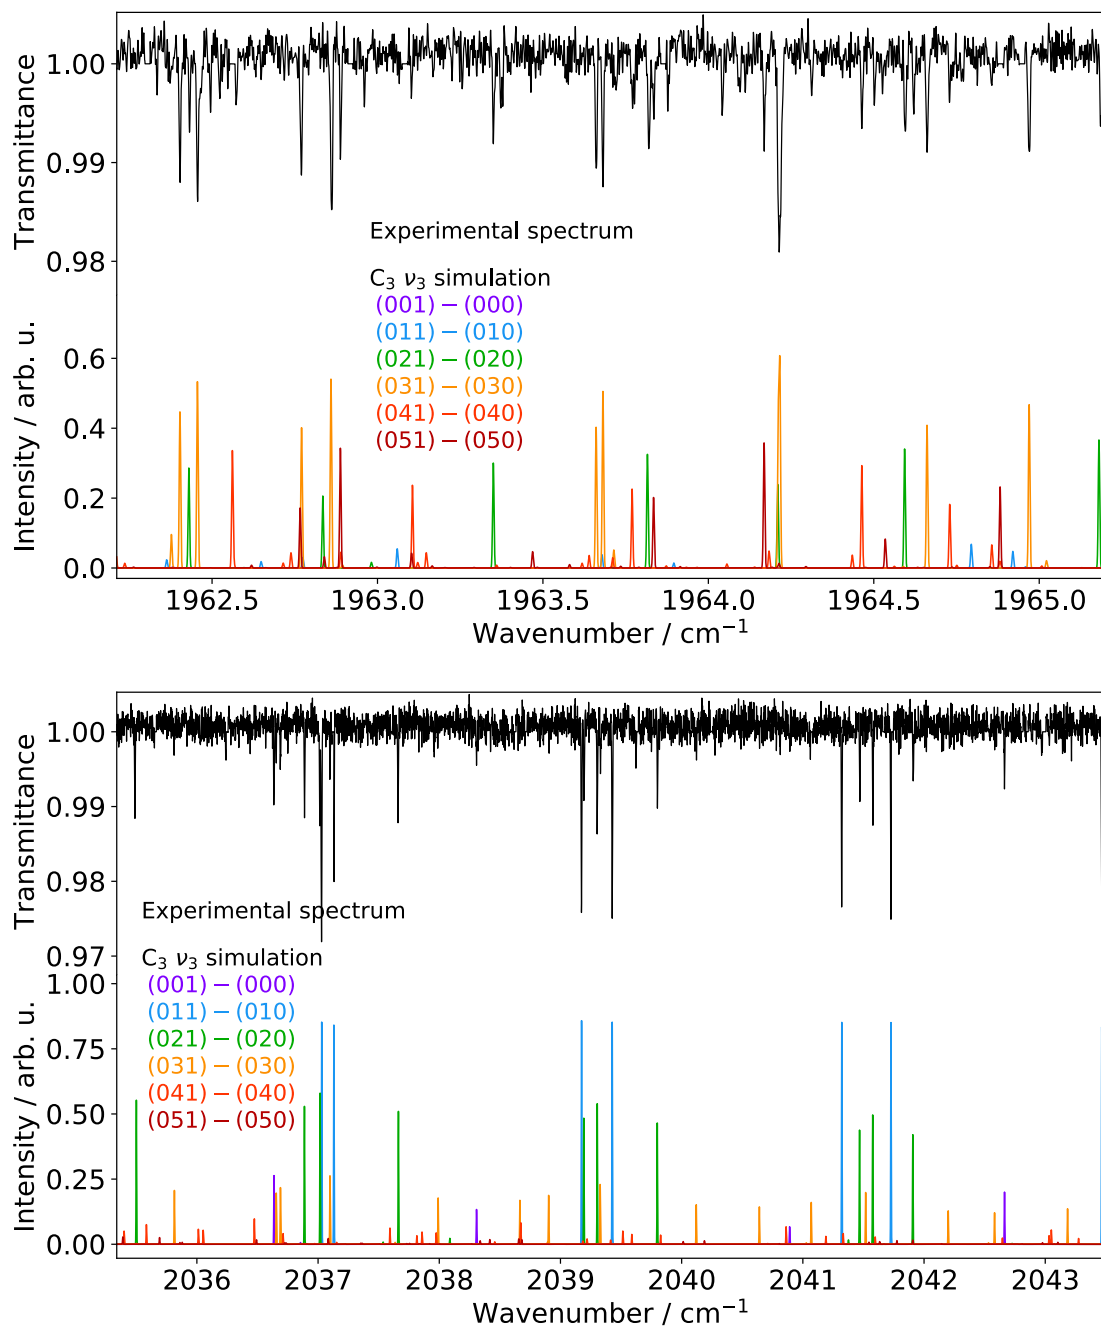 1.00
0.99
0.98
Transmittance
Experimental spectrum
C₃ ν₃ simulation
(001) − (000)
(011) − (010)
(021) − (020)
(031) − (030)
(041) − (040)
(051) − (050)
0.6
0.4
0.2
0.0
Intensity / arb. u.
1962.5 1963.0 1963.5 1964.0 1964.5 1965.0
Wavenumber / cm⁻¹
1.00
0.99
0.98
0.97
Transmittance
Experimental spectrum
C₃ ν₃ simulation
(001) − (000)
(011) − (010)
(021) − (020)
(031) − (030)
(041) − (040)
(051) − (050)
1.00
0.75
0.50
0.25
0.00
Intensity / arb. u.
2036 2037 2038 2039 2040 2041 2042 2043
Wavenumber / cm⁻¹